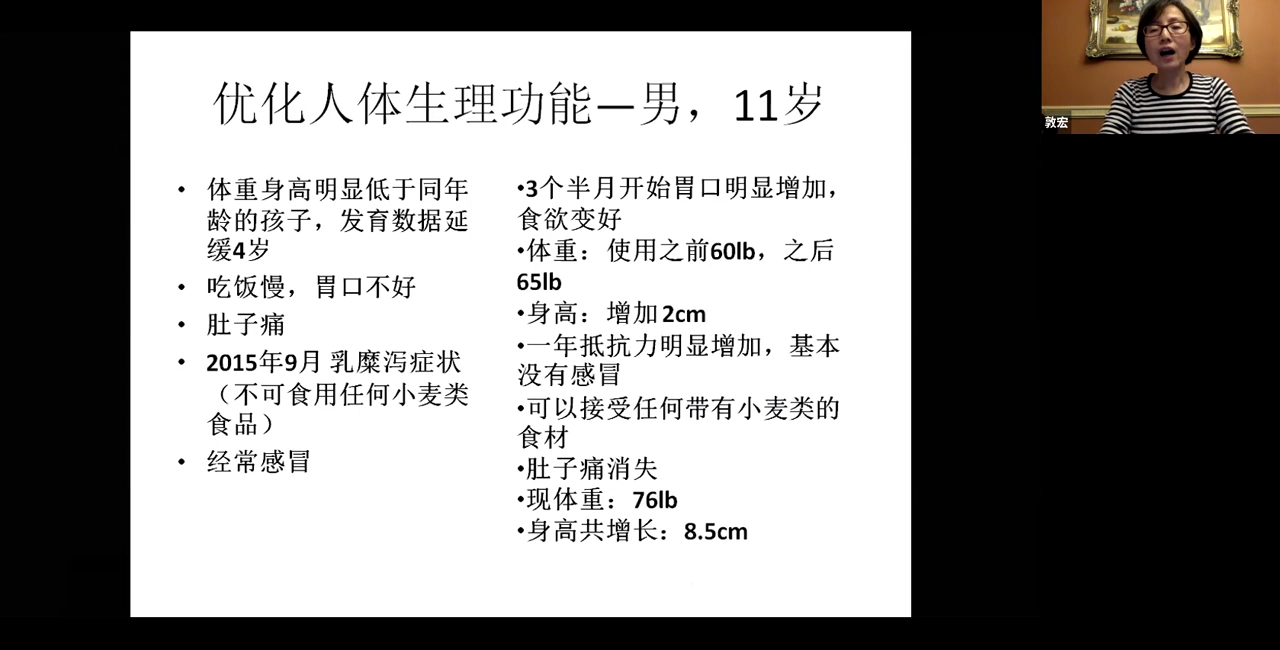 优化人体生理功能—男，11岁
• 体重身高明显低于同年
龄的孩子，发育数据延
缓4岁
• 吃饭慢，胃口不好
• 肚子痛
• 2015年9月 乳糜泻症状
（不可食用任何小麦类
食品）
• 经常感冒
•3个半月开始胃口明显增加，
食欲变好
•体重：使用之前60lb，之后
65lb
•身高：增加2cm
•一年抵抗力明显增加，基本
没有感冒
•可以接受任何带有小麦类的
食材
•肚子痛消失
•现体重：76lb
•身高共增长：8.5cm
敦宏